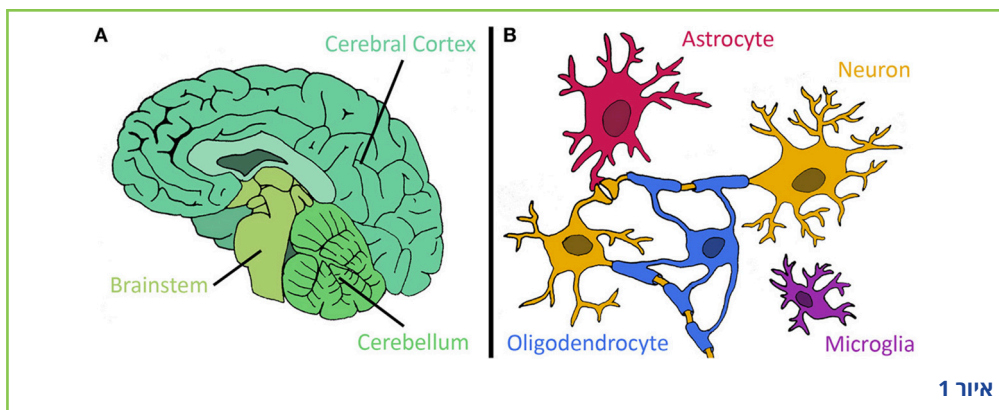 A
Cerebral Cortex
Brainstem
Cerebellum
B
Astrocyte
Neuron
Oligodendrocyte
Microglia
איור 1